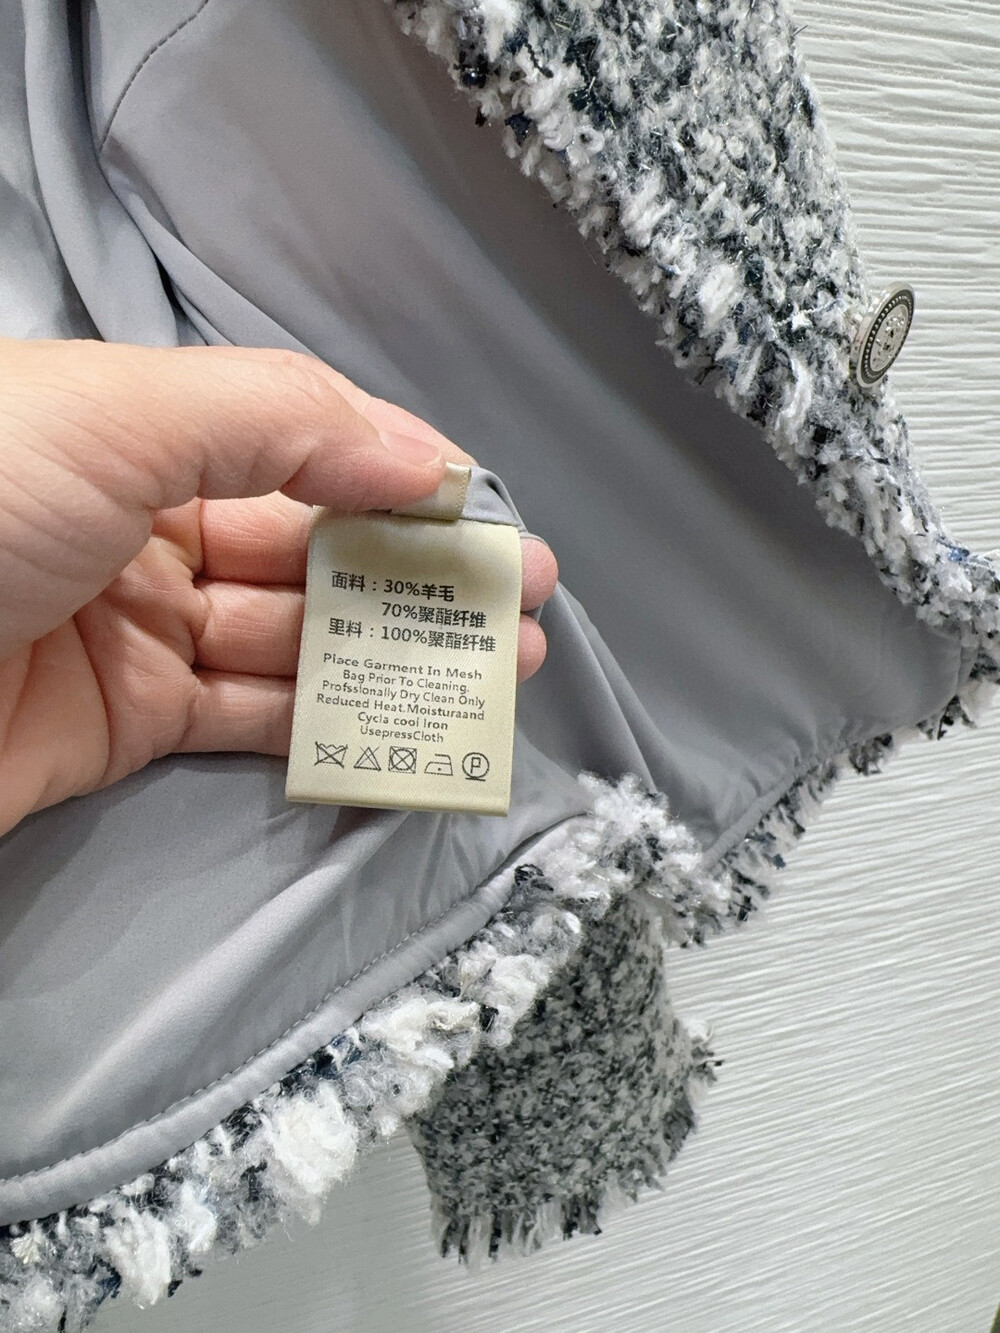 面料：30%羊毛
70%聚酯纤维
里料：100%聚酯纤维
Place Garment In Mesh
Bag Prior To Cleaning.
Profssionally Dry Clean Only
Reduced Heat.Moisturaand
Cycla cool Iron
UsepressCloth
P